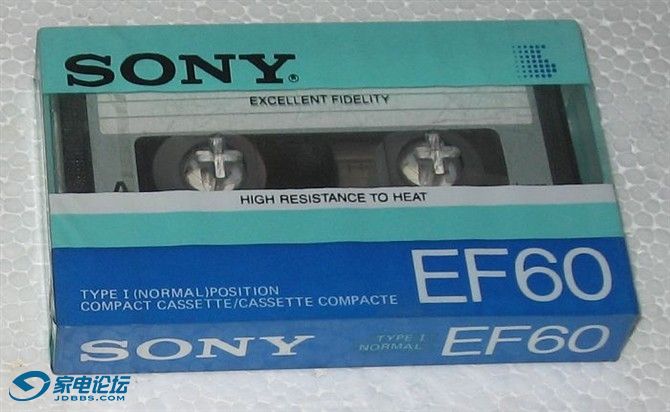 SONY®
EXCELLENT FIDELITY
A
HIGH RESISTANCE TO HEAT
TYPE I (NORMAL)POSITION
COMPACT CASSETTE/CASSETTE COMPACTE
EF60
SONY
TYPE I
NORMAL
EF60
家电论坛
JDBBS.COM